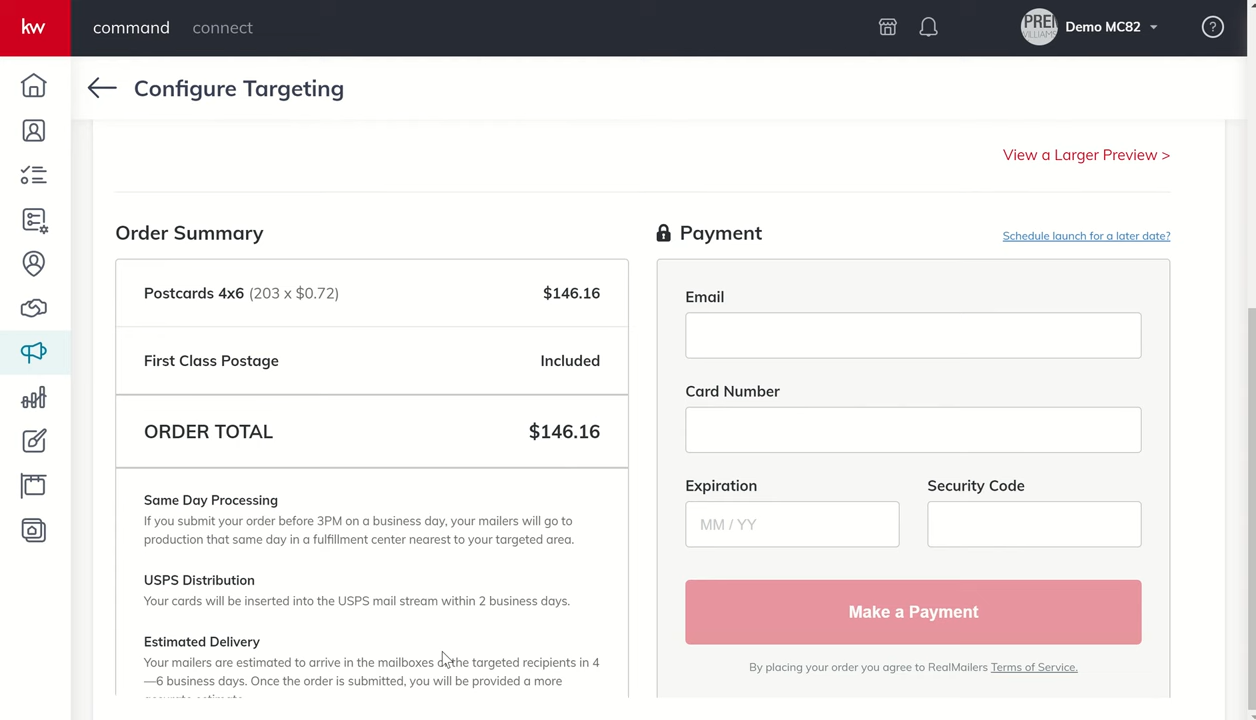 kw
command
connect
PREI
WILLIAMS
Demo MC82
Configure Targeting
View a Larger Preview >
Order Summary
Postcards 4x6 (203 x $0.72) $146.16
First Class Postage Included
ORDER TOTAL $146.16
Same Day Processing
If you submit your order before 3PM on a business day, your mailers will go to
production that same day in a fulfillment center nearest to your targeted area.
USPS Distribution
Your cards will be inserted into the USPS mail stream within 2 business days.
Estimated Delivery
Your mailers are estimated to arrive in the mailboxes of the targeted recipients in 4
—6 business days. Once the order is submitted, you will be provided a more
accurate estimate.
Payment
Schedule launch for a later date?
Email
Card Number
Expiration Security Code
MM / YY
Make a Payment
By placing your order you agree to RealMailers Terms of Service.